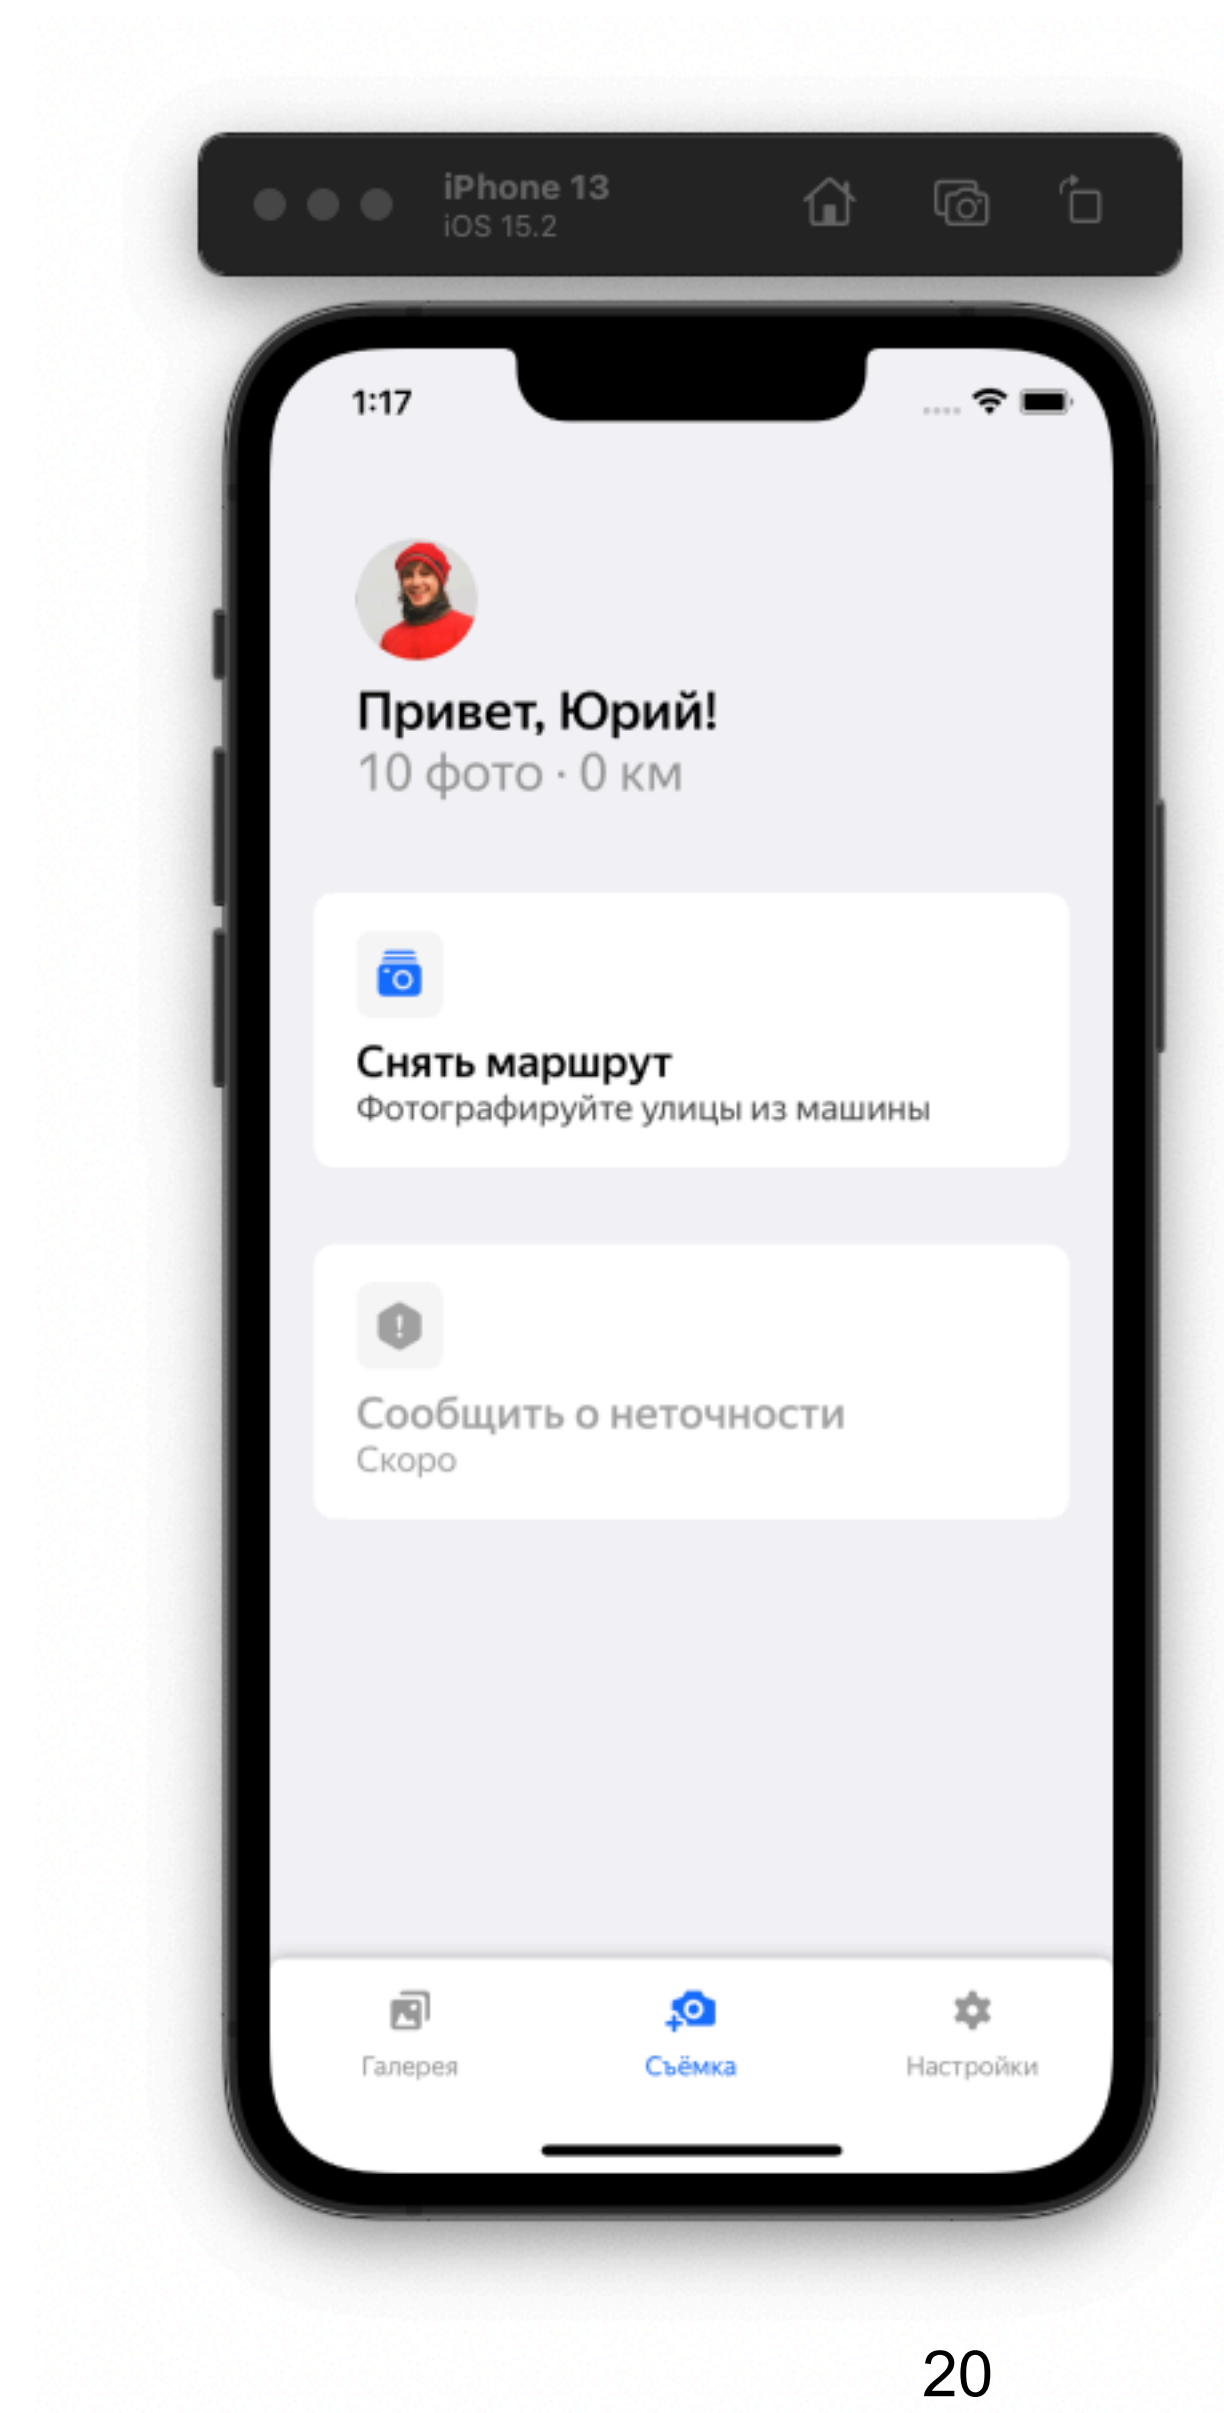 iPhone 13
iOS 15.2
1:17
Привет, Юрий!
10 фото · 0 км
Снять маршрут
Фотографируйте улицы из машины
Сообщить о неточности
Скоро
Галерея
Съёмка
Настройки
20